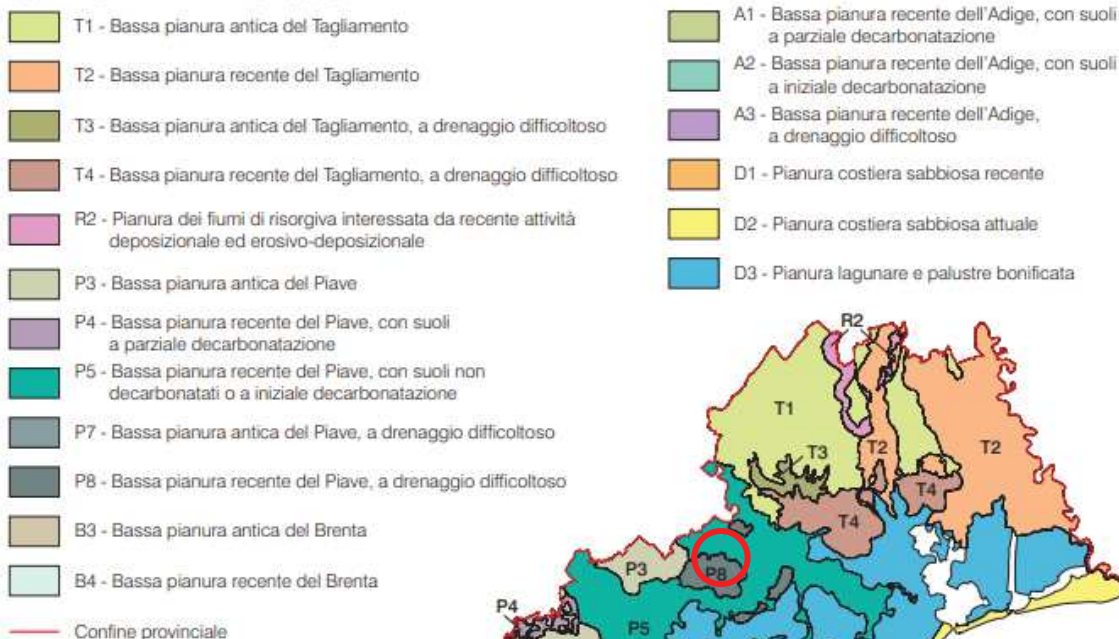 T1 - Bassa pianura antica del Tagliamento
T2 - Bassa pianura recente del Tagliamento
T3 - Bassa pianura antica del Tagliamento, a drenaggio difficoltoso
T4 - Bassa pianura recente del Tagliamento, a drenaggio difficoltoso
R2 - Pianura dei fiumi di risorgiva interessata da recente attività
deposizionale ed erosivo-deposizionale
P3 - Bassa pianura antica del Piave
P4 - Bassa pianura recente del Piave, con suoli
a parziale decarbonatazione
P5 - Bassa pianura recente del Piave, con suoli non
decarbonatati o a iniziale decarbonatazione
P7 - Bassa pianura antica del Piave, a drenaggio difficoltoso
P8 - Bassa pianura recente del Piave, a drenaggio difficoltoso
B3 - Bassa pianura antica del Brenta
B4 - Bassa pianura recente del Brenta
Confine provinciale
A1 - Bassa pianura recente dell'Adige, con suoli
a parziale decarbonatazione
A2 - Bassa pianura recente dell'Adige, con suoli
a iniziale decarbonatazione
A3 - Bassa pianura recente dell'Adige,
a drenaggio difficoltoso
D1 - Pianura costiera sabbiosa recente
D2 - Pianura costiera sabbiosa attuale
D3 - Pianura lagunare e palustre bonificata
R2
T1
T3
T2
T2
T4
T4
P3
P8
P4
P5